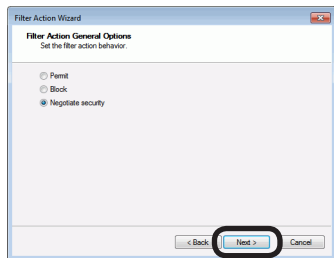 Filter Action Wizard
Filter Action General Options
Set the filter action behavior.
Permit
Block
Negotiate security
< Back
Next >
Cancel